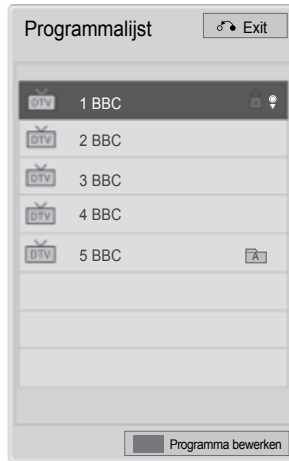 Programmalijst Exit
DTV 1 BBC
DTV 2 BBC
DTV 3 BBC
DTV 4 BBC
DTV 5 BBC A
Programma bewerken